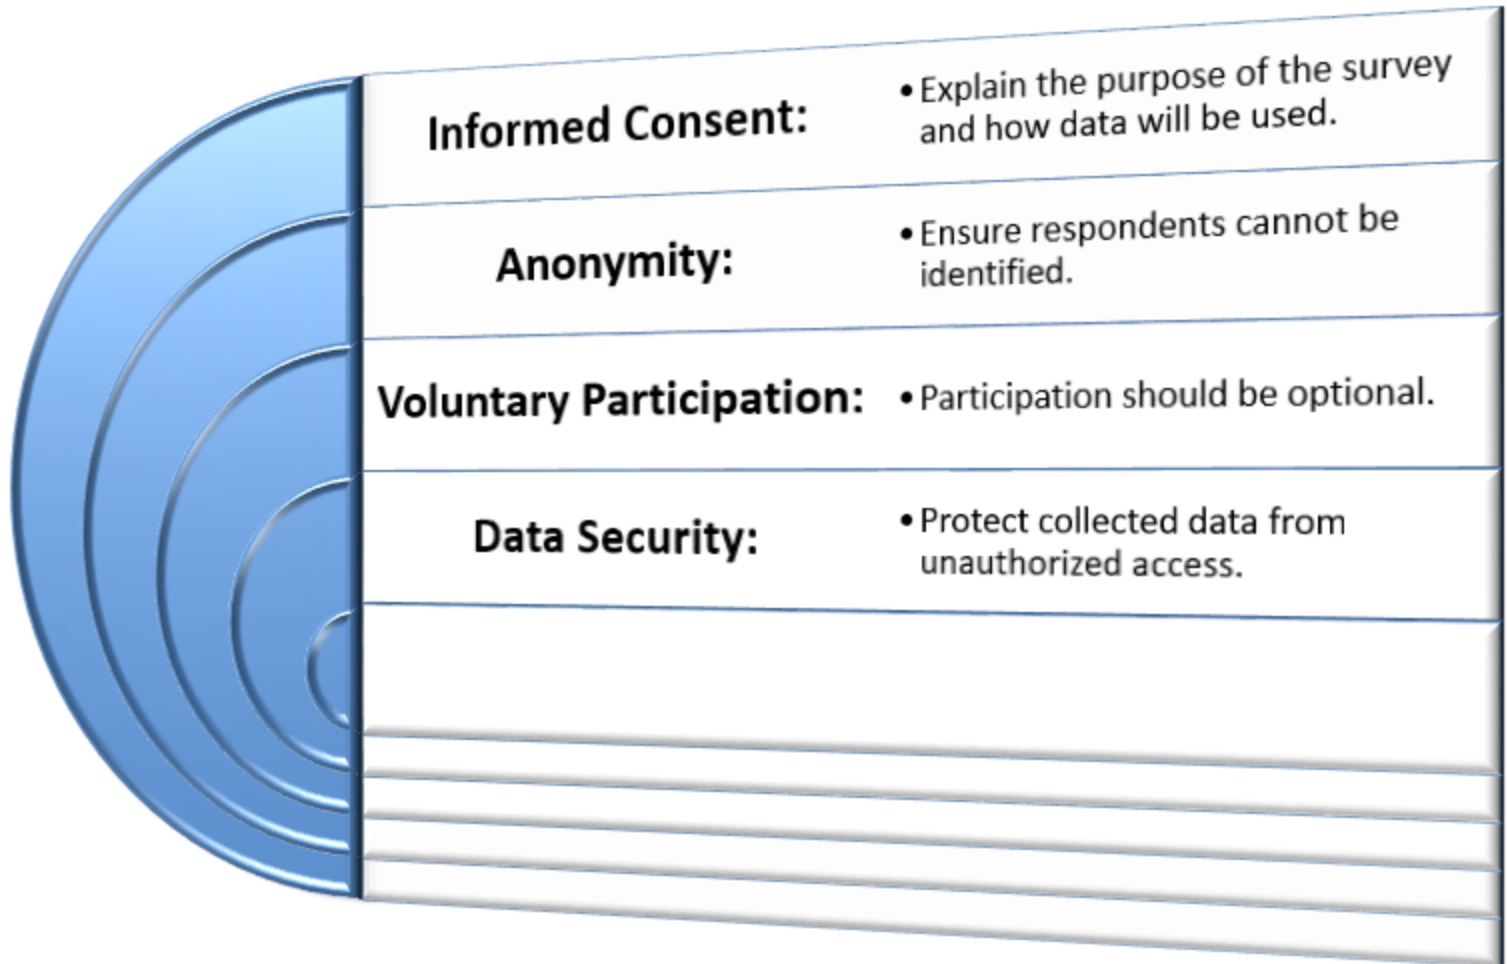 Informed Consent:
• Explain the purpose of the survey
and how data will be used.
Anonymity:
• Ensure respondents cannot be
identified.
Voluntary Participation:
• Participation should be optional.
Data Security:
• Protect collected data from
unauthorized access.